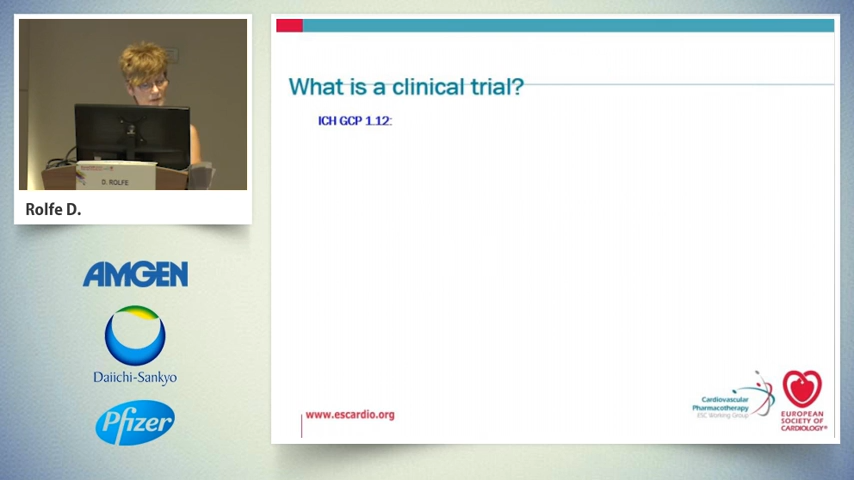 D. ROLFE
Rolfe D.
AMGEN
Daiichi-Sankyo
Pfizer
What is a clinical trial?
ICH GCP 1.12:
www.escardio.org
Cardiovascular
Pharmacotherapy
ESC Working Group
EUROPEAN
SOCIETY OF
CARDIOLOGY®